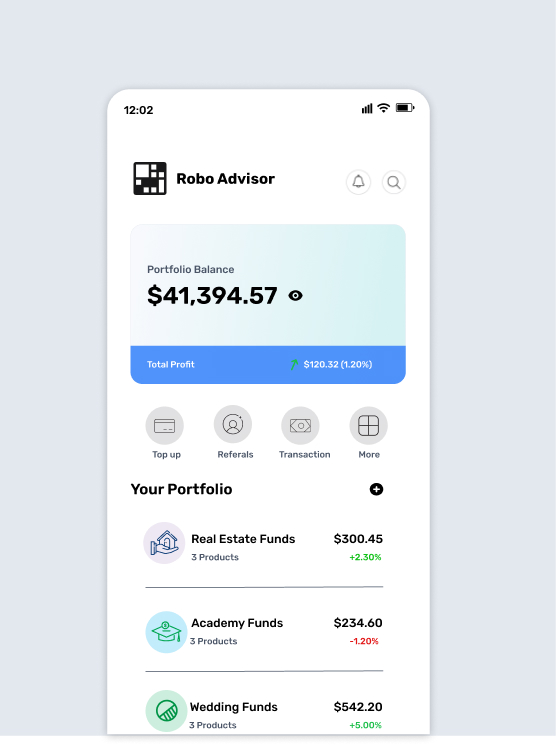 12:02
Robo Advisor
Portfolio Balance
$41,394.57
Total Profit $120.32 (1.20%)
Top up Referals Transaction More
Your Portfolio
Real Estate Funds $300.45
3 Products +2.30%
Academy Funds $234.60
3 Products -1.20%
Wedding Funds $542.20
3 Products +5.00%